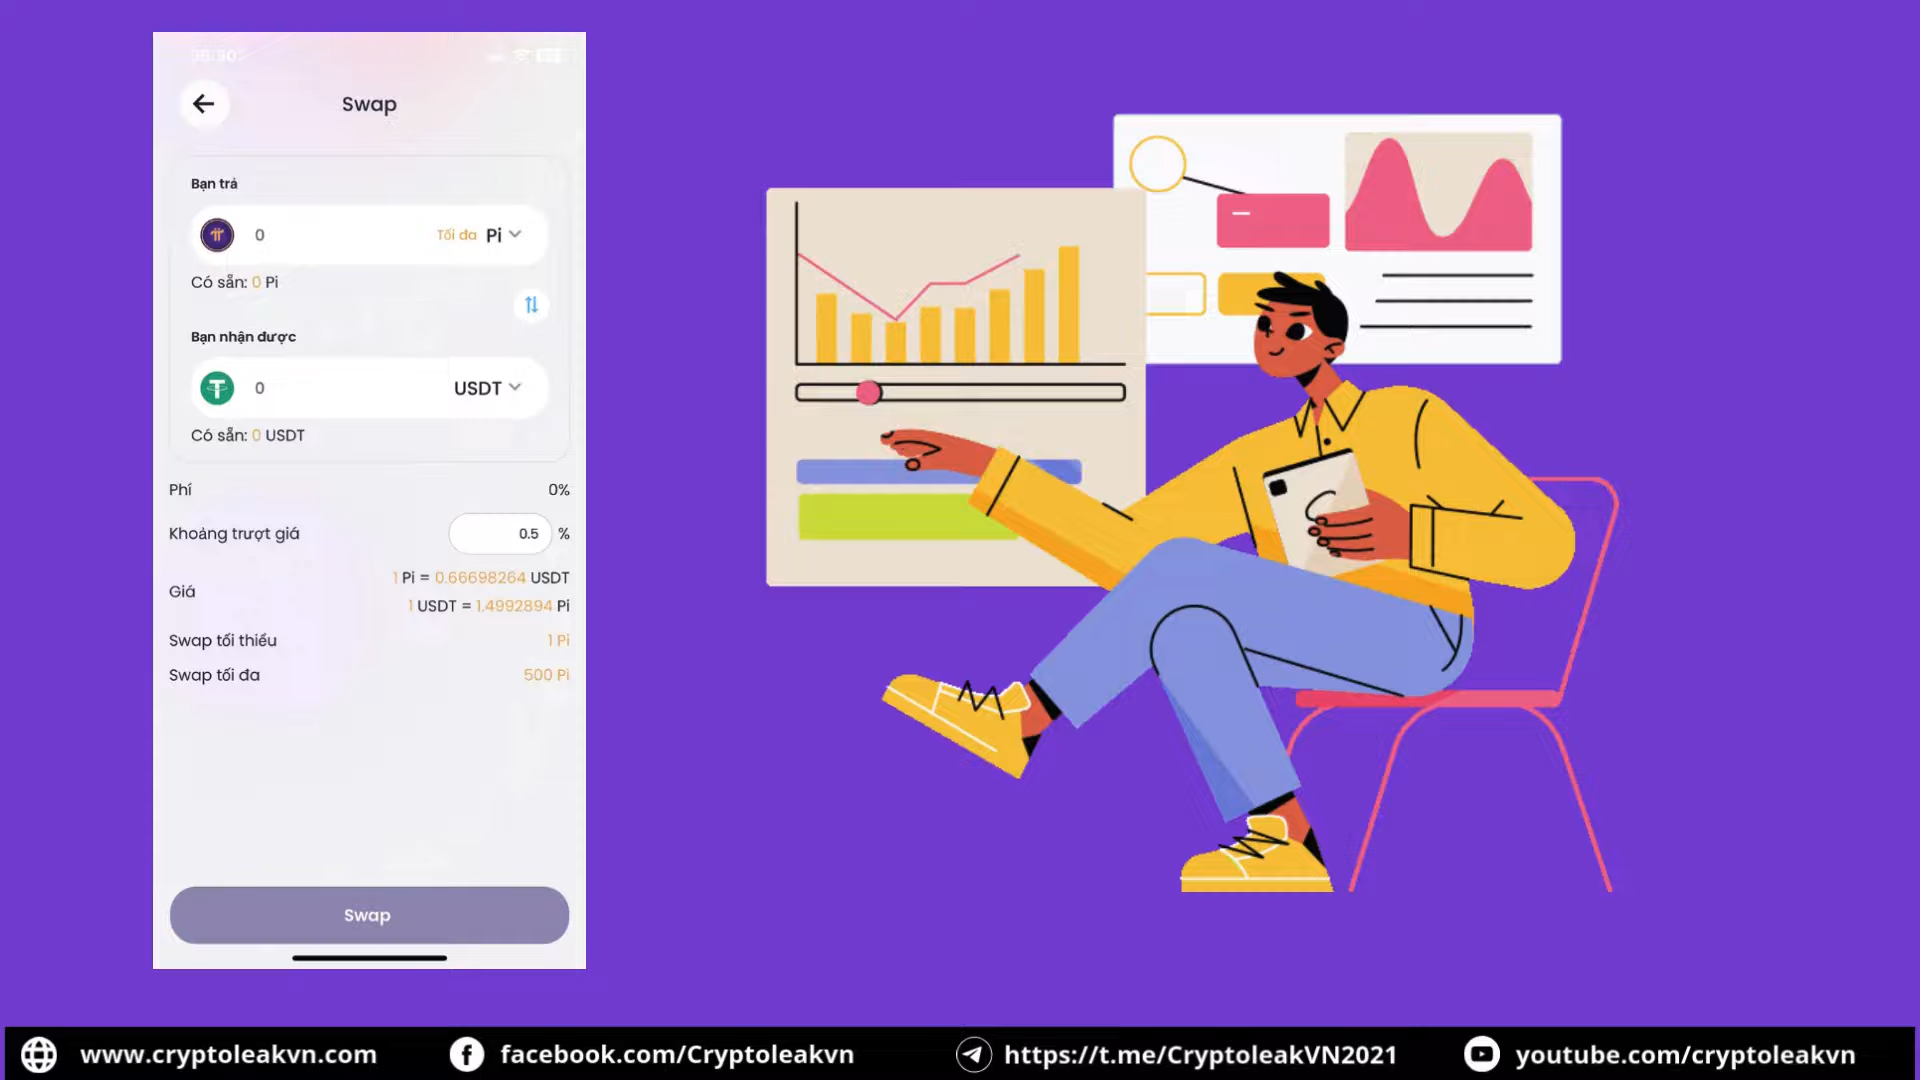 Swap
Bạn trả
0 Tối đa Pi
Có sẵn: 0 Pi
Bạn nhận được
0 USDT
Có sẵn: 0 USDT
Phí 0%
Khoảng trượt giá 0.5 %
Giá
1 Pi = 0.66698264 USDT
1 USDT = 1.4992894 Pi
Swap tối thiểu 1 Pi
Swap tối đa 500 Pi
Swap
www.cryptoleakvn.com facebook.com/Cryptoleakvn https://t.me/CryptoleakVN2021 youtube.com/cryptoleakvn